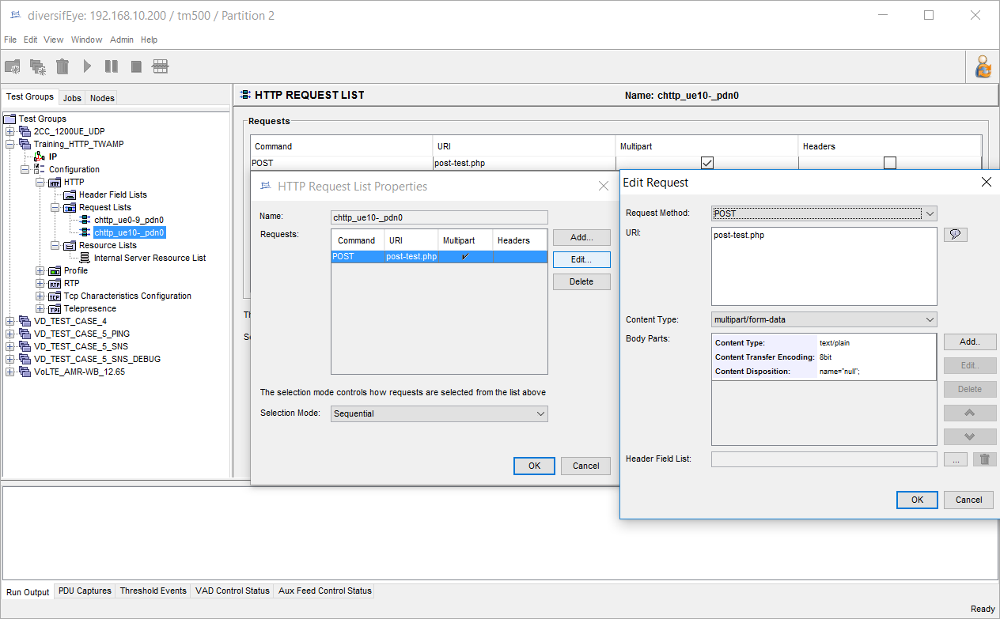 diversifEye: 192.168.10.200 / tm500 / Partition 2
File Edit View Window Admin Help
Test Groups Jobs Nodes
Test Groups
2CC_1200UE_UDP
Training_HTTP_TWAMP
IP
Configuration
HTTP
Header Field Lists
Request Lists
chttp_ue0-9_pdn0
chttp_ue10-_pdn0
Resource Lists
Internal Server Resource List
Profile
RTP
RTP
TCP
Tcp Characteristics Configuration
TPE
Telepresence
VD_TEST_CASE_4
VD_TEST_CASE_5_PING
VD_TEST_CASE_5_SNS
VD_TEST_CASE_5_SNS_DEBUG
VoLTE_AMR-WB_12.65
HTTP REQUEST LIST Name: chttp_ue10-_pdn0
Requests
Command URI Multipart Headers
POST post-test.php
Th
Se
HTTP Request List Properties
Name: chttp_ue10-_pdn0
Requests:
Command URI Multipart Headers
POST post-test.php
Add...
Edit...
Delete
The selection mode controls how requests are selected from the list above
Selection Mode: Sequential
OK Cancel
Edit Request
Request Method: POST
URI: post-test.php
Content Type: multipart/form-data
Body Parts:
Content Type: text/plain
Content Transfer Encoding: 8bit
Content Disposition: name="null";
Add..
Edit..
Delete
Header Field List: ...
OK Cancel
Run Output PDU Captures Threshold Events VAD Control Status Aux Feed Control Status
Ready